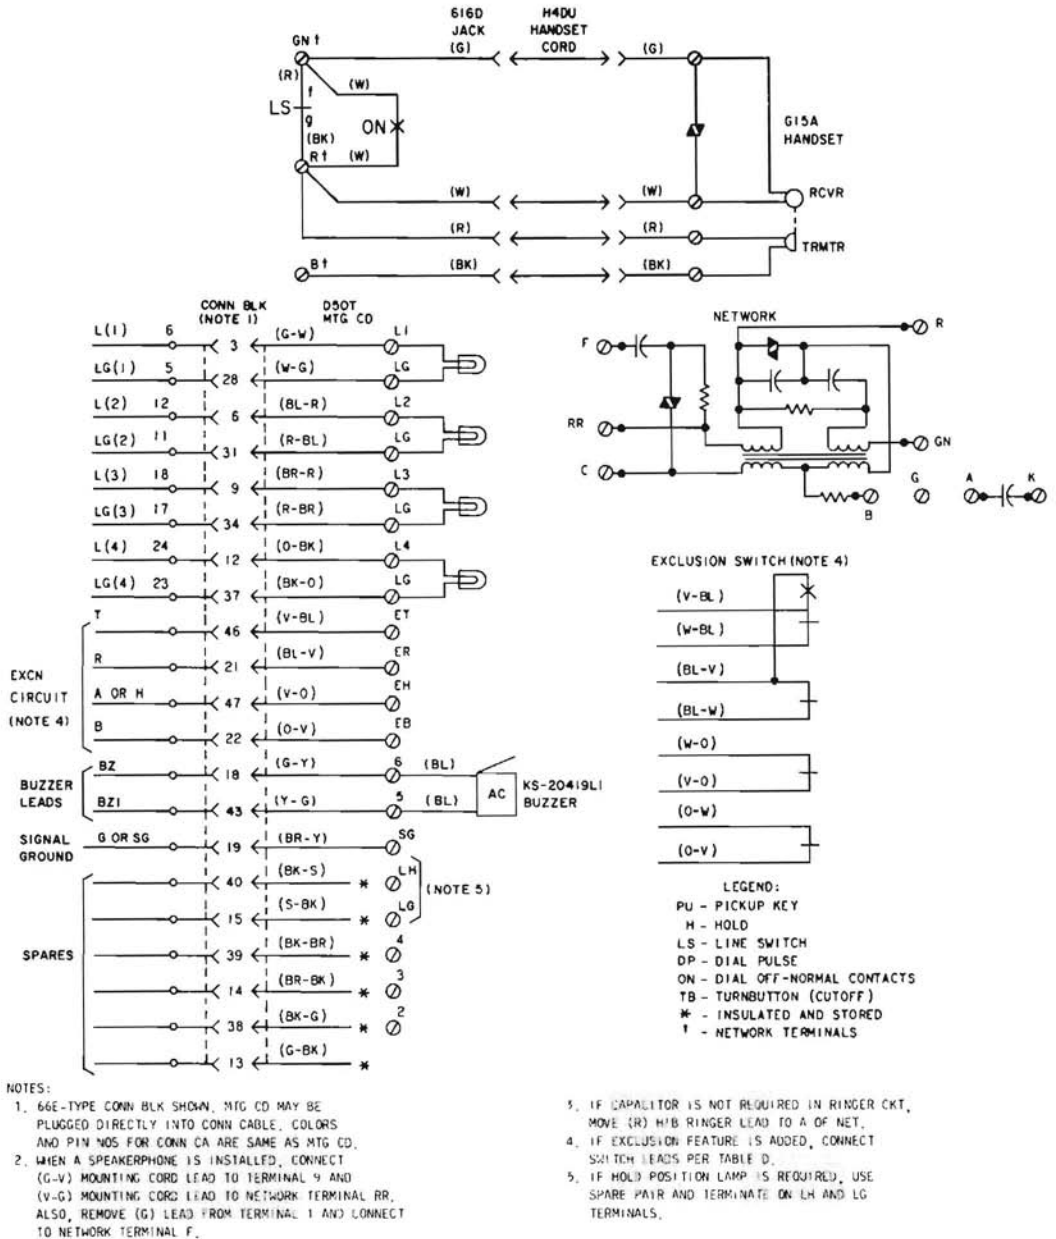 616D JACK
H4DU HANDSET CORD
GN †
(G)
(G)
(R)
f
(W)
LS
ON
g
(BK)
R †
(W)
G15A HANDSET
(W)
(W)
RCVR
(R)
(R)
TRMTR
B †
(BK)
(BK)
CONN BLK (NOTE 1)
D50T MTG CD
L(1) 6 3 (G-W) L1
LG(1) 5 28 (W-G) LG
L(2) 12 6 (BL-R) L2
LG(2) 11 31 (R-BL) LG
L(3) 18 9 (BR-R) L3
LG(3) 17 34 (R-BR) LG
L(4) 24 12 (O-BK) L4
LG(4) 23 37 (BK-O) LG
EXCN CIRCUIT (NOTE 4)
T 46 (V-BL) ET
R 21 (BL-V) ER
A OR H 47 (V-O) EH
B 22 (O-V) EB
BUZZER LEADS
BZ 18 (G-Y) 6 (BL)
BZ1 43 (Y-G) 5 (BL)
AC
KS-20419L1 BUZZER
SIGNAL GROUND
G OR SG 19 (BR-Y) SG
SPARES
40 (BK-S) * LH
15 (S-BK) * LG
(NOTE 5)
39 (BK-BR) * 4
14 (BR-BK) * 3
38 (BK-G) * 2
13 (G-BK) *
NETWORK
R
F
RR
GN
C
B
G
A
K
EXCLUSION SWITCH (NOTE 4)
(V-BL)
(W-BL)
(BL-V)
(BL-W)
(W-O)
(V-O)
(O-W)
(O-V)
LEGEND:
PU - PICKUP KEY
H - HOLD
LS - LINE SWITCH
DP - DIAL PULSE
ON - DIAL OFF-NORMAL CONTACTS
TB - TURNBUTTON (CUTOFF)
* - INSULATED AND STORED
† - NETWORK TERMINALS
NOTES:
1. 66E-TYPE CONN BLK SHOWN. MTG CD MAY BE
PLUGGED DIRECTLY INTO CONN CABLE. COLORS
AND PIN NOS FOR CONN CA ARE SAME AS MTG CD.
2. WHEN A SPEAKERPHONE IS INSTALLED, CONNECT
(G-V) MOUNTING CORD LEAD TO TERMINAL 9 AND
(V-G) MOUNTING CORD LEAD TO NETWORK TERMINAL RR.
ALSO, REMOVE (G) LEAD FROM TERMINAL 1 AND CONNECT
TO NETWORK TERMINAL F.
3. IF CAPACITOR IS NOT REQUIRED IN RINGER CKT,
MOVE (R) H/B RINGER LEAD TO A OF NET.
4. IF EXCLUSION FEATURE IS ADDED, CONNECT
SWITCH LEADS PER TABLE D.
5. IF HOLD POSITION LAMP IS REQUIRED, USE
SPARE PAIR AND TERMINATE ON LH AND LG
TERMINALS.